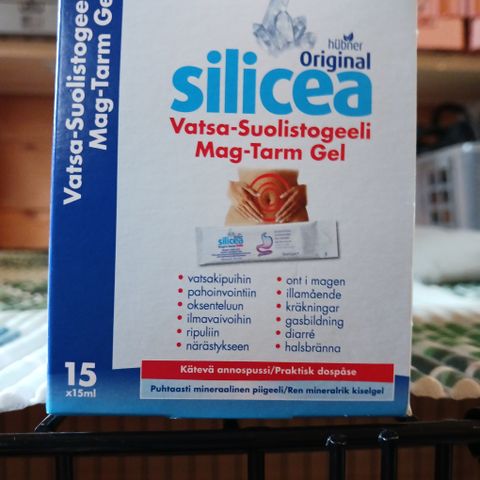 Vatsa-Suolistogeeli
Mag-Tarm Gel
hübner
Original
silicea
Vatsa-Suolistogeeli
Mag-Tarm Gel
silicea
• vatsakipuihin
• pahoinvointiin
• oksenteluun
• ilmavaivoihin
• ripuliin
• närästykseen
• ont i magen
• illamående
• kräkningar
• gasbildning
• diarré
• halsbränna
Kätevä annospussi/Praktisk dospåse
Puhtaasti mineraalinen piigeeli/Ren mineralrik kiselgel
15
x15ml